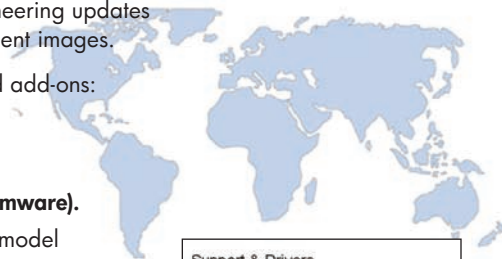 neering updates
ent images.
add-ons:
mware).
model
Support & Drivers